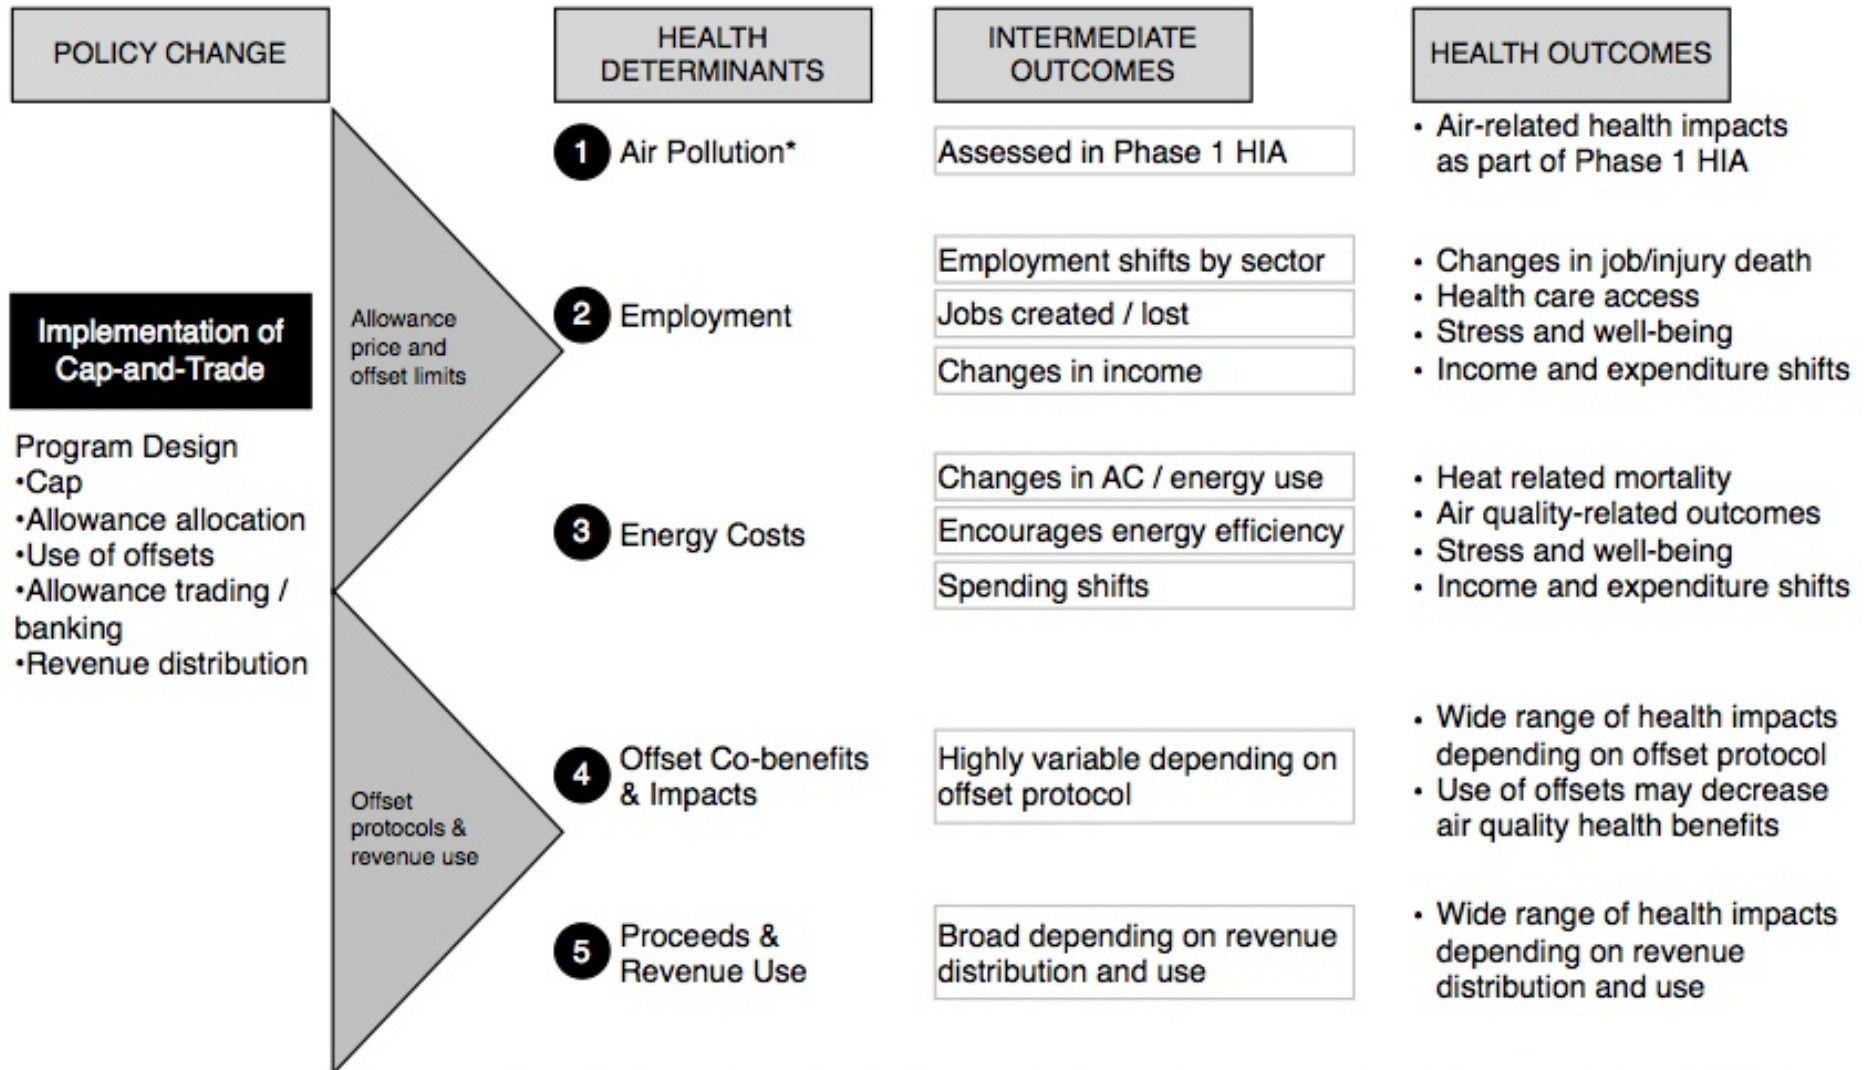 POLICY CHANGE
HEALTH
DETERMINANTS
INTERMEDIATE
OUTCOMES
HEALTH OUTCOMES
Implementation of
Cap-and-Trade
Program Design
•Cap
•Allowance allocation
•Use of offsets
•Allowance trading /
banking
•Revenue distribution
Allowance
price and
offset limits
Offset
protocols &
revenue use
1 Air Pollution*
Assessed in Phase 1 HIA
• Air-related health impacts
as part of Phase 1 HIA
2 Employment
Employment shifts by sector
Jobs created / lost
Changes in income
• Changes in job/injury death
• Health care access
• Stress and well-being
• Income and expenditure shifts
3 Energy Costs
Changes in AC / energy use
Encourages energy efficiency
Spending shifts
• Heat related mortality
• Air quality-related outcomes
• Stress and well-being
• Income and expenditure shifts
4 Offset Co-benefits
& Impacts
Highly variable depending on
offset protocol
• Wide range of health impacts
depending on offset protocol
• Use of offsets may decrease
air quality health benefits
5 Proceeds &
Revenue Use
Broad depending on revenue
distribution and use
• Wide range of health impacts
depending on revenue
distribution and use